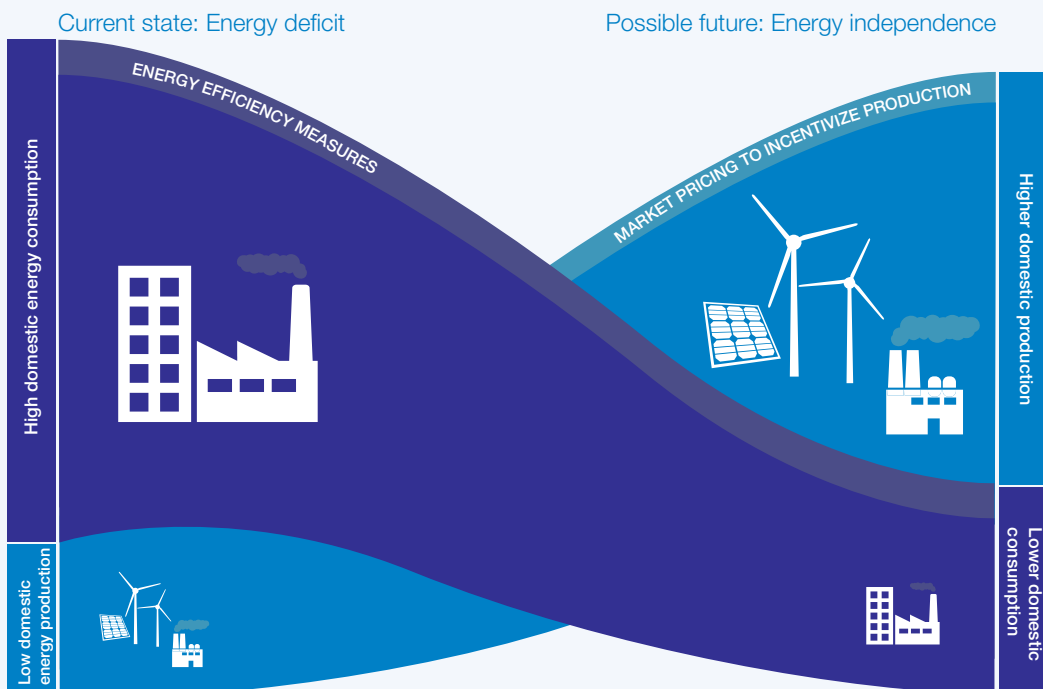 Current state: Energy deficit
Possible future: Energy independence
ENERGY EFFICIENCY MEASURES
MARKET PRICING TO INCENTIVIZE PRODUCTION
High domestic energy consumption
Low domestic
energy production
Higher domestic production
Lower domestic
consumption